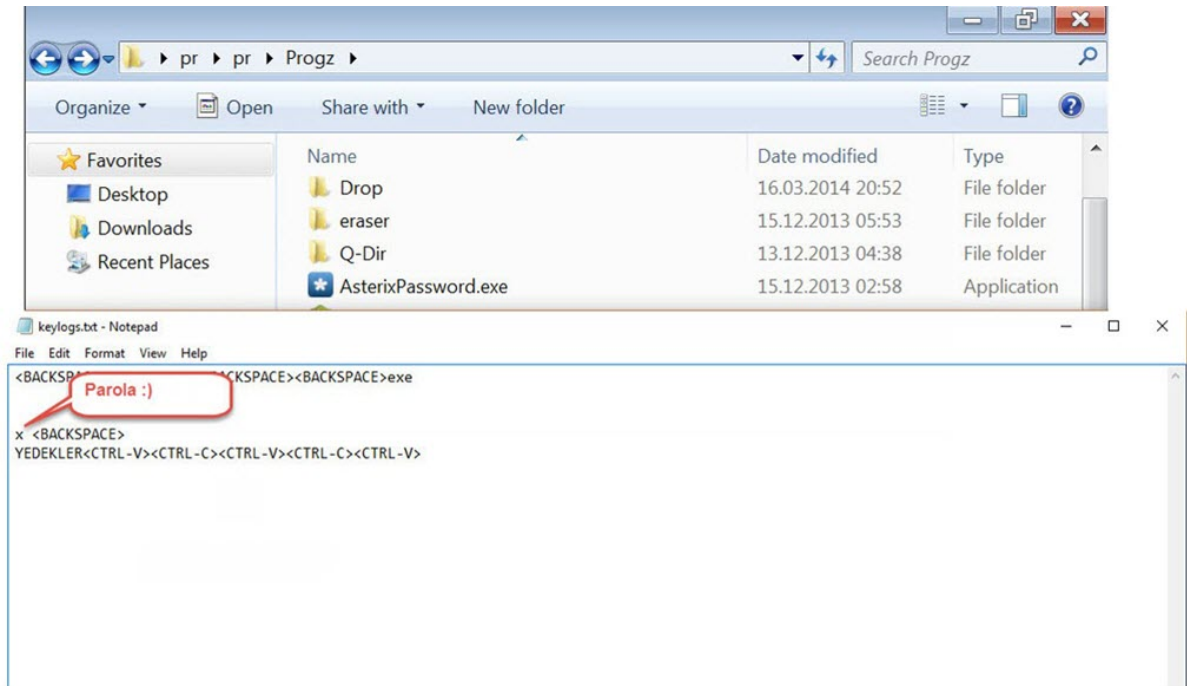 pr pr Progz
Search Progz
Organize Open Share with New folder
Favorites
Desktop
Downloads
Recent Places
Name Date modified Type
Drop 16.03.2014 20:52 File folder
eraser 15.12.2013 05:53 File folder
Q-Dir 13.12.2013 04:38 File folder
AsterixPassword.exe 15.12.2013 02:58 Application
keylogs.txt - Notepad
File Edit Format View Help
<BACKSP CKSPACE><BACKSPACE>exe
Parola :)
x <BACKSPACE>
YEDEKLER<CTRL-V><CTRL-C><CTRL-V><CTRL-C><CTRL-V>